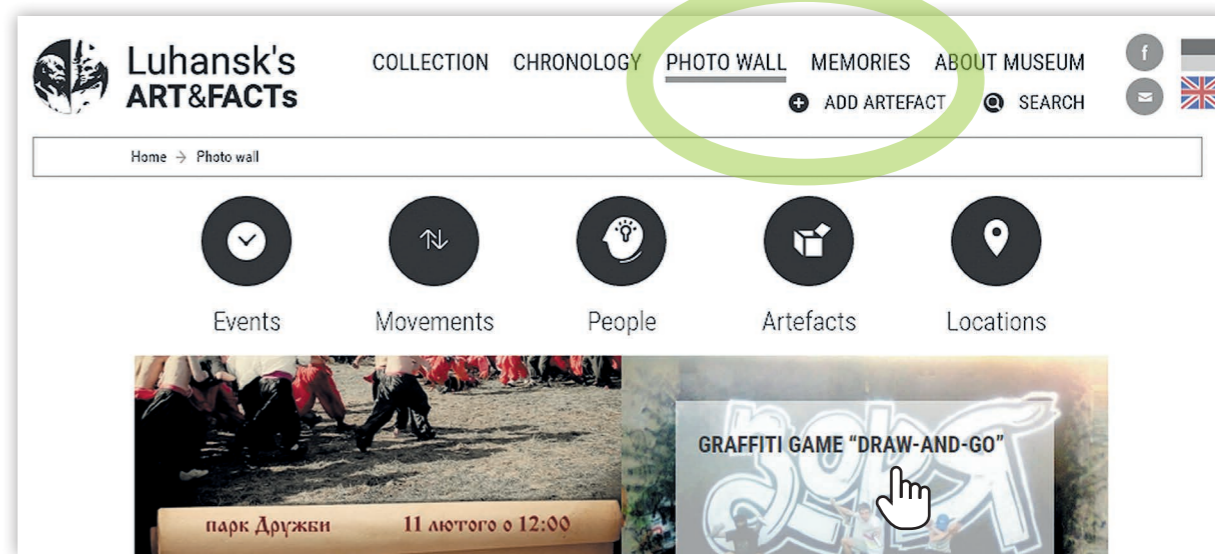 Luhansk's
ART&FACTs
COLLECTION CHRONOLOGY PHOTO WALL MEMORIES ABOUT MUSEUM
ADD ARTEFACT SEARCH
f
Home → Photo wall
Events Movements People Artefacts Locations
GRAFFITI GAME “DRAW-AND-GO”
парк Дружби 11 лютого о 12:00